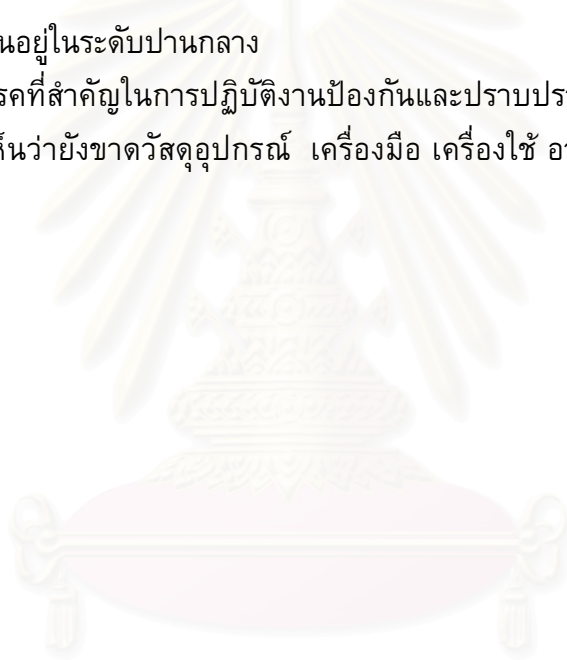 นอยู่ในระดับปานกลาง
รคที่สำคัญในการปฏิบัติงานป้องกันและปราบปรา
ห็นว่ายังขาดวัสดุอุปกรณ์ เครื่องมือ เครื่องใช้